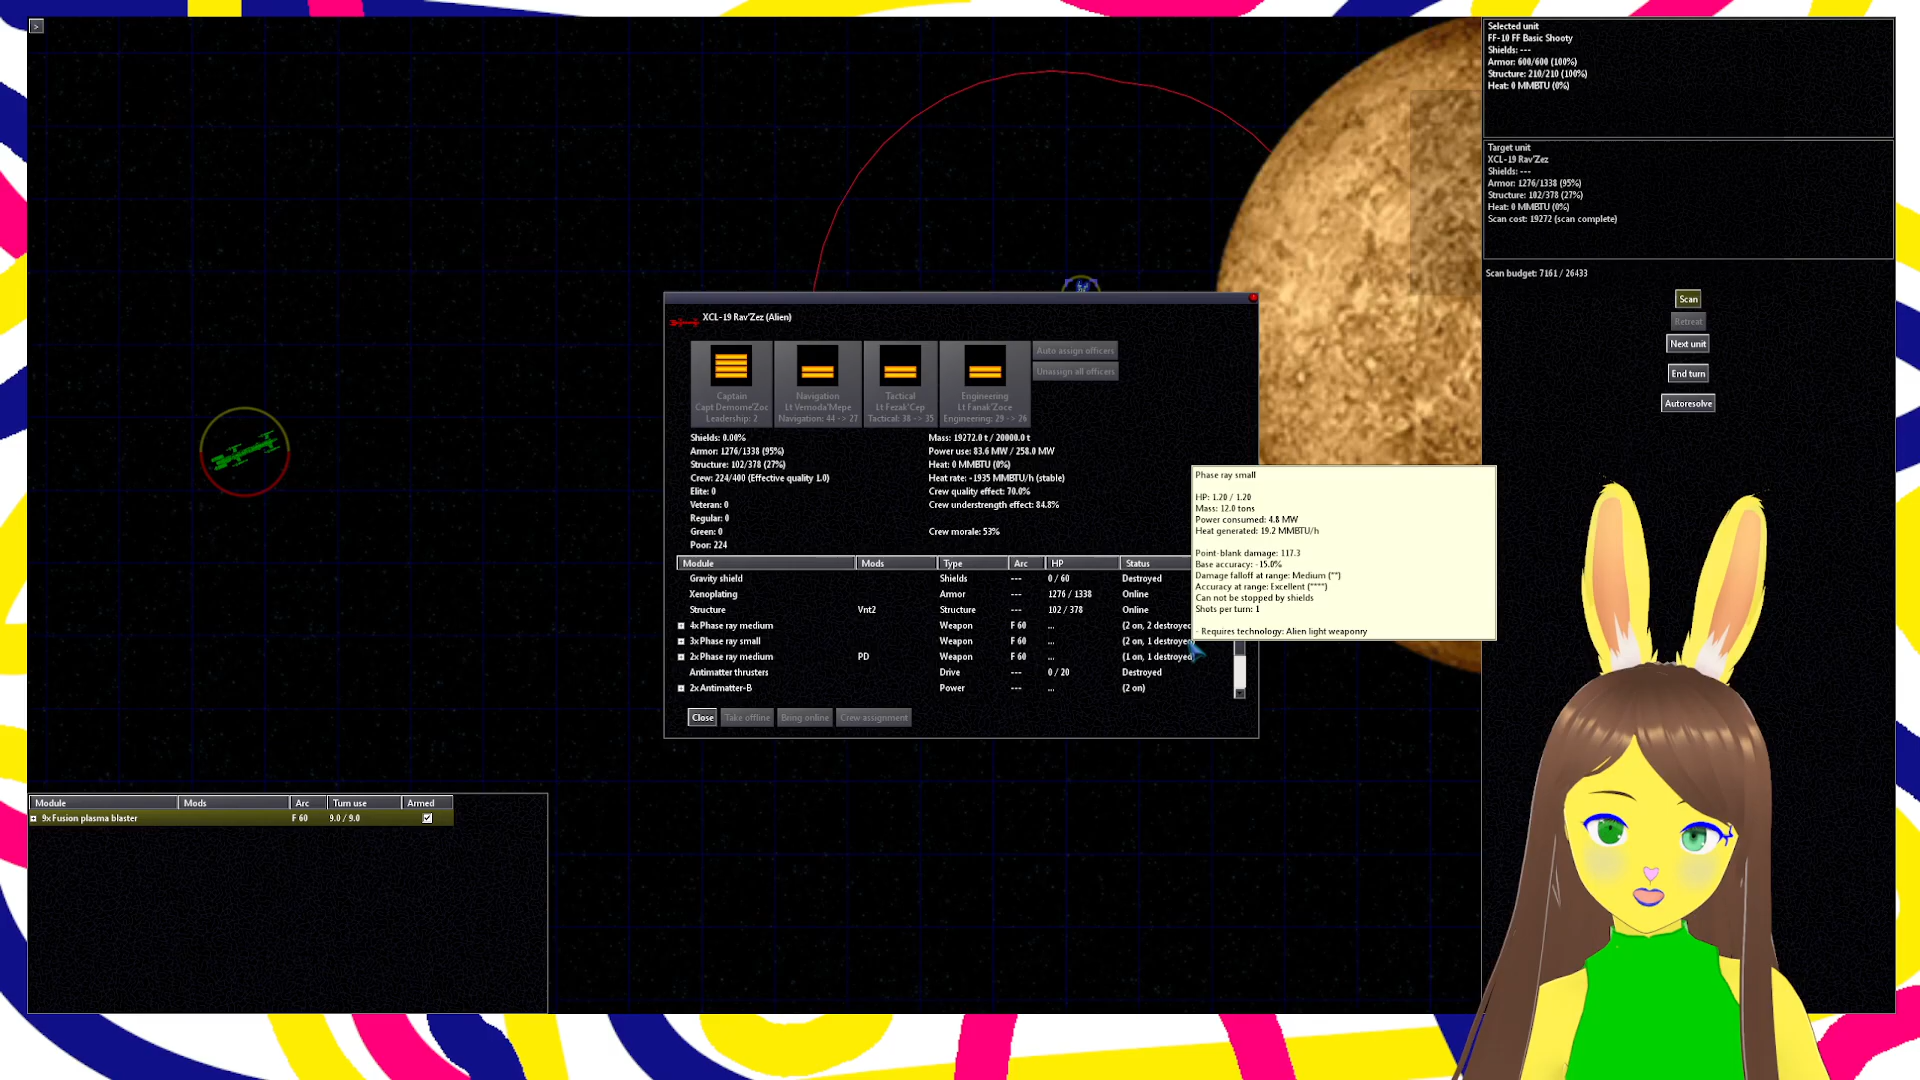 >
Selected unit
FF-10 FF Basic Shooty
Shields: ---
Armor: 600/600 (100%)
Structure: 210/210 (100%)
Heat: 0 MMBTU (0%)
Target unit
XCL-19 Rav'Zez
Shields: ---
Armor: 1276/1338 (95%)
Structure: 102/378 (27%)
Heat: 0 MMBTU (0%)
Scan cost: 19272 (scan complete)
Scan budget: 7161 / 26433
Scan
Retreat
Next unit
End turn
Autoresolve
XCL-19 Rav'Zez (Alien)
Captain
Capt Demome'Zoc
Leadership: 2
Navigation
Lt Vemoda'Mepe
Navigation: 44 -> 27
Tactical
Lt Fezak'Cep
Tactical: 38 -> 35
Engineering
Lt Fanak'Zoce
Engineering: 29 -> 26
Auto assign officers
Unassign all officers
Shields: 0.00%
Armor: 1276/1338 (95%)
Structure: 102/378 (27%)
Crew: 224/400 (Effective quality 1.0)
Elite: 0
Veteran: 0
Regular: 0
Green: 0
Poor: 224
Mass: 19272.0 t / 20000.0 t
Power use: 83.6 MW / 258.0 MW
Heat: 0 MMBTU (0%)
Heat rate: -1935 MMBTU/h (stable)
Crew quality effect: 70.0%
Crew understrength effect: 84.8%
Crew morale: 53%
Module Mods Type Arc HP Status
Gravity shield Shields --- 0 / 60 Destroyed
Xenoplating Armor --- 1276 / 1338 Online
Structure Vnt2 Structure --- 102 / 378 Online
4x Phase ray medium Weapon F 60 ... (2 on, 2 destroyed
3x Phase ray small Weapon F 60 ... (2 on, 1 destroyed
2x Phase ray medium PD Weapon F 60 ... (1 on, 1 destroyed
Antimatter thrusters Drive --- 0 / 20 Destroyed
2x Antimatter-B Power --- ... (2 on)
Close
Take offline
Bring online
Crew assignment
Phase ray small
HP: 1.20 / 1.20
Mass: 12.0 tons
Power consumed: 4.8 MW
Heat generated: 19.2 MMBTU/h
Point-blank damage: 117.3
Base accuracy: -15.0%
Damage falloff at range: Medium (**)
Accuracy at range: Excellent (****)
Can not be stopped by shields
Shots per turn: 1
- Requires technology: Alien light weaponry
Module Mods Arc Turn use Armed
9x Fusion plasma blaster F 60 9.0 / 9.0